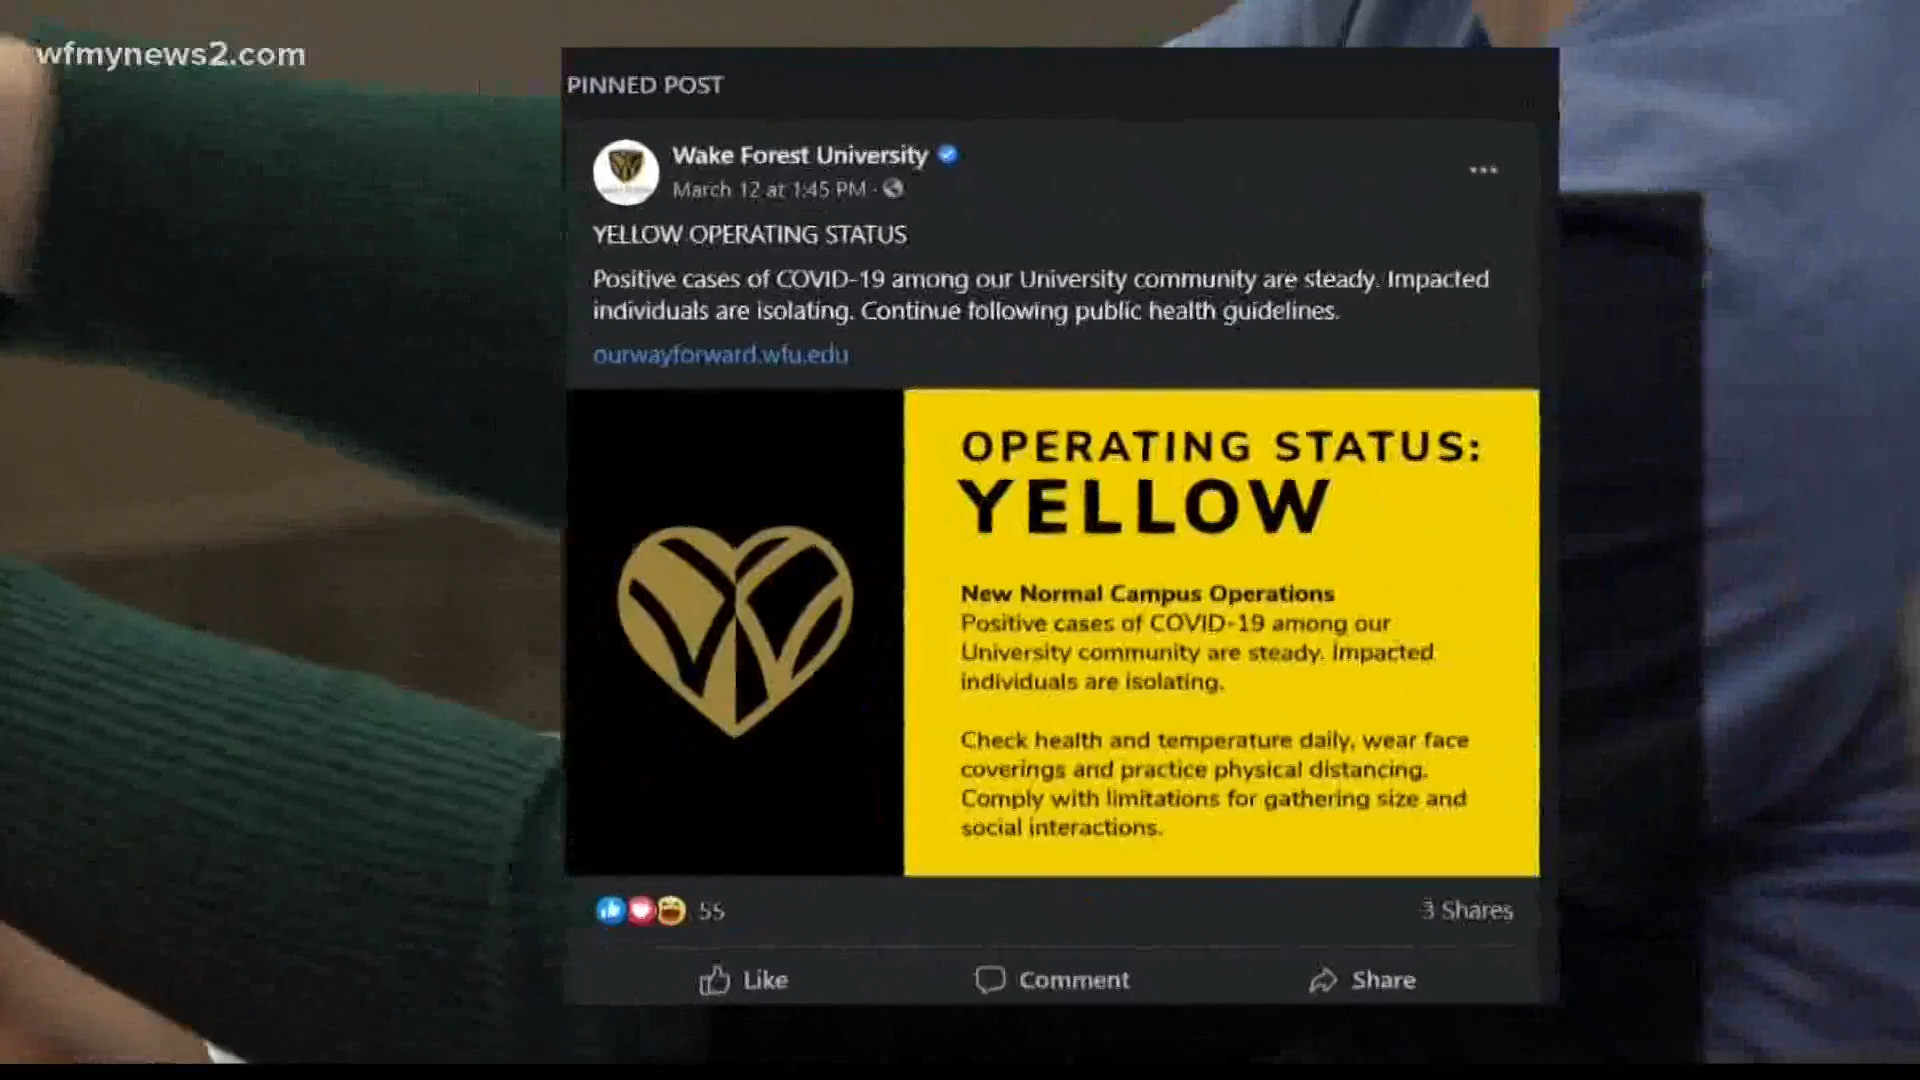 wfmynews2.com
PINNED POST
Wake Forest University
March 12 at 1:45 PM ·
YELLOW OPERATING STATUS
Positive cases of COVID-19 among our University community are steady. Impacted
individuals are isolating. Continue following public health guidelines.
ourwayforward.wfu.edu
OPERATING STATUS:
YELLOW
New Normal Campus Operations
Positive cases of COVID-19 among our
University community are steady. Impacted
individuals are isolating.
Check health and temperature daily, wear face
coverings and practice physical distancing.
Comply with limitations for gathering size and
social interactions.
55
3 Shares
Like
Comment
Share